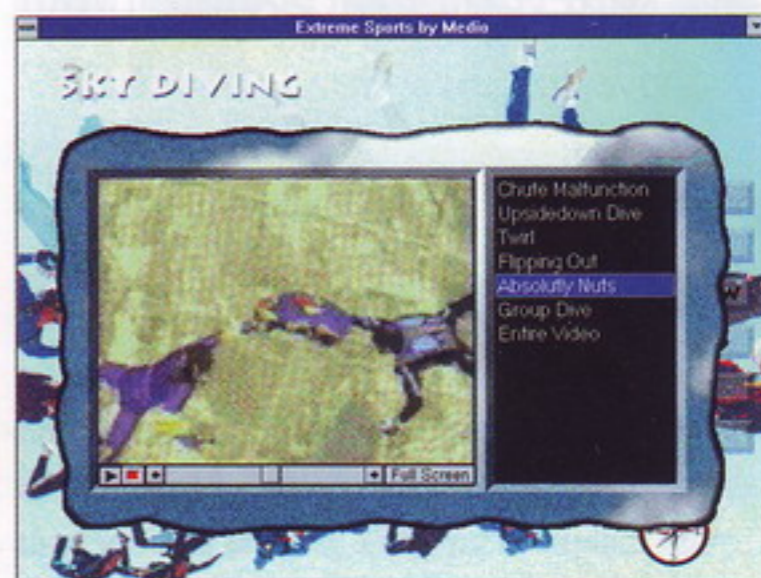 Extreme Sports by Medio
SKY DIVING
Chute Malfunction
Upsidedown Dive
Twirl
Flipping Out
Absolutly Nuts
Group Dive
Entire Video
Full Screen